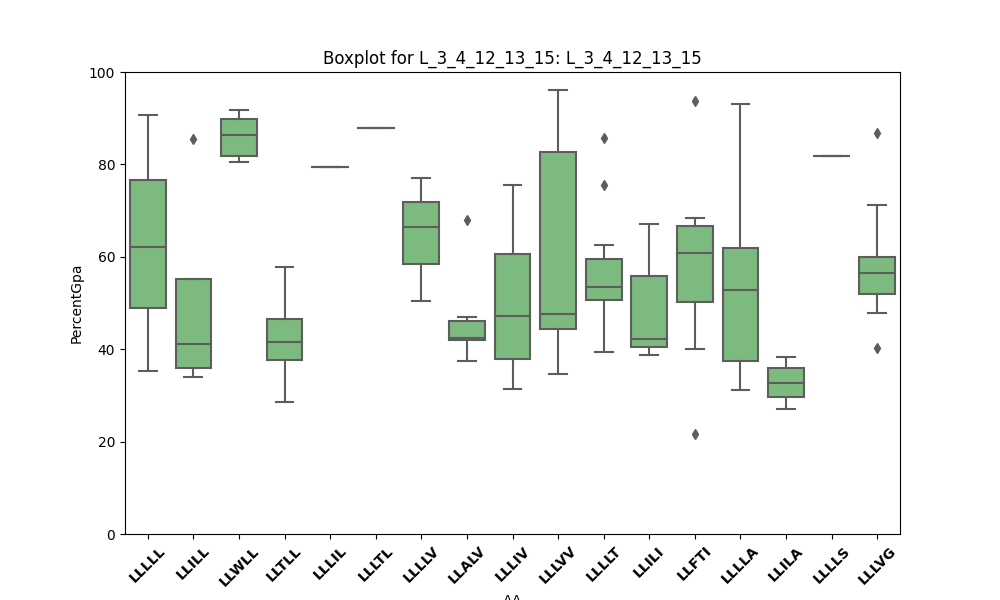 Boxplot for L_3_4_12_13_15: L_3_4_12_13_15
100
80
60
40
20
0
PercentGpa
LLLLL
LLILL
LLWLL
LLTLL
LLLIL
LLLTL
LLLLV
LLALV
LLLIV
LLLVV
LLLLT
LLILI
LLFTI
LLLLA
LLILA
LLLLS
LLLVG
AA